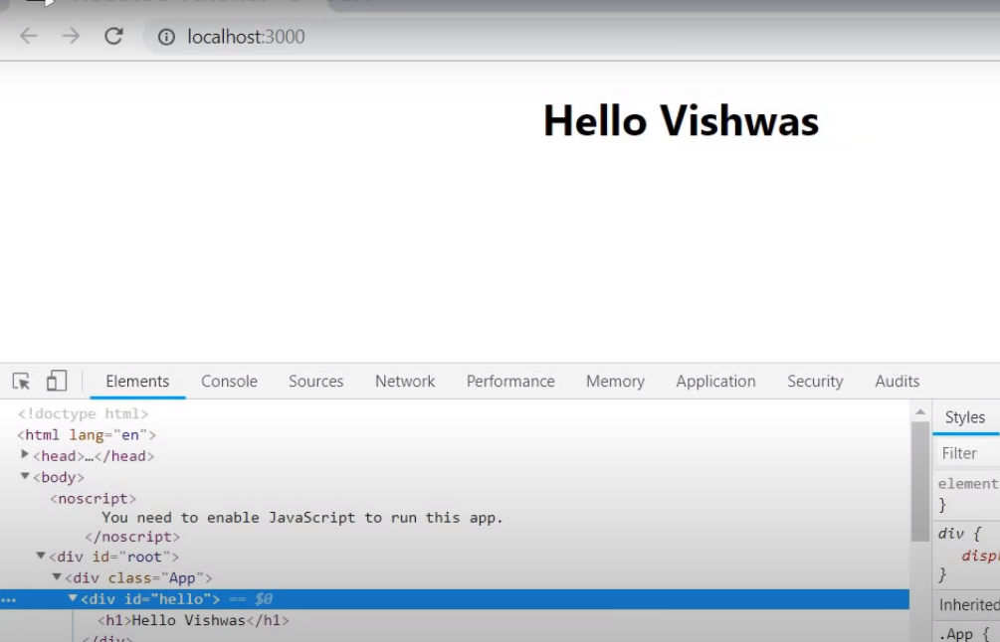 localhost:3000
Hello Vishwas
Elements Console Sources Network Performance Memory Application Security Audits
<!doctype html>
<html lang="en">
<head>…</head>
<body>
<noscript>
You need to enable JavaScript to run this app.
</noscript>
<div id="root">
<div class="App">
... <div id="hello"> == $0
<h1>Hello Vishwas</h1>
</div>
Styles
Filter
element
}
div {
displ
}
Inherited
.App {